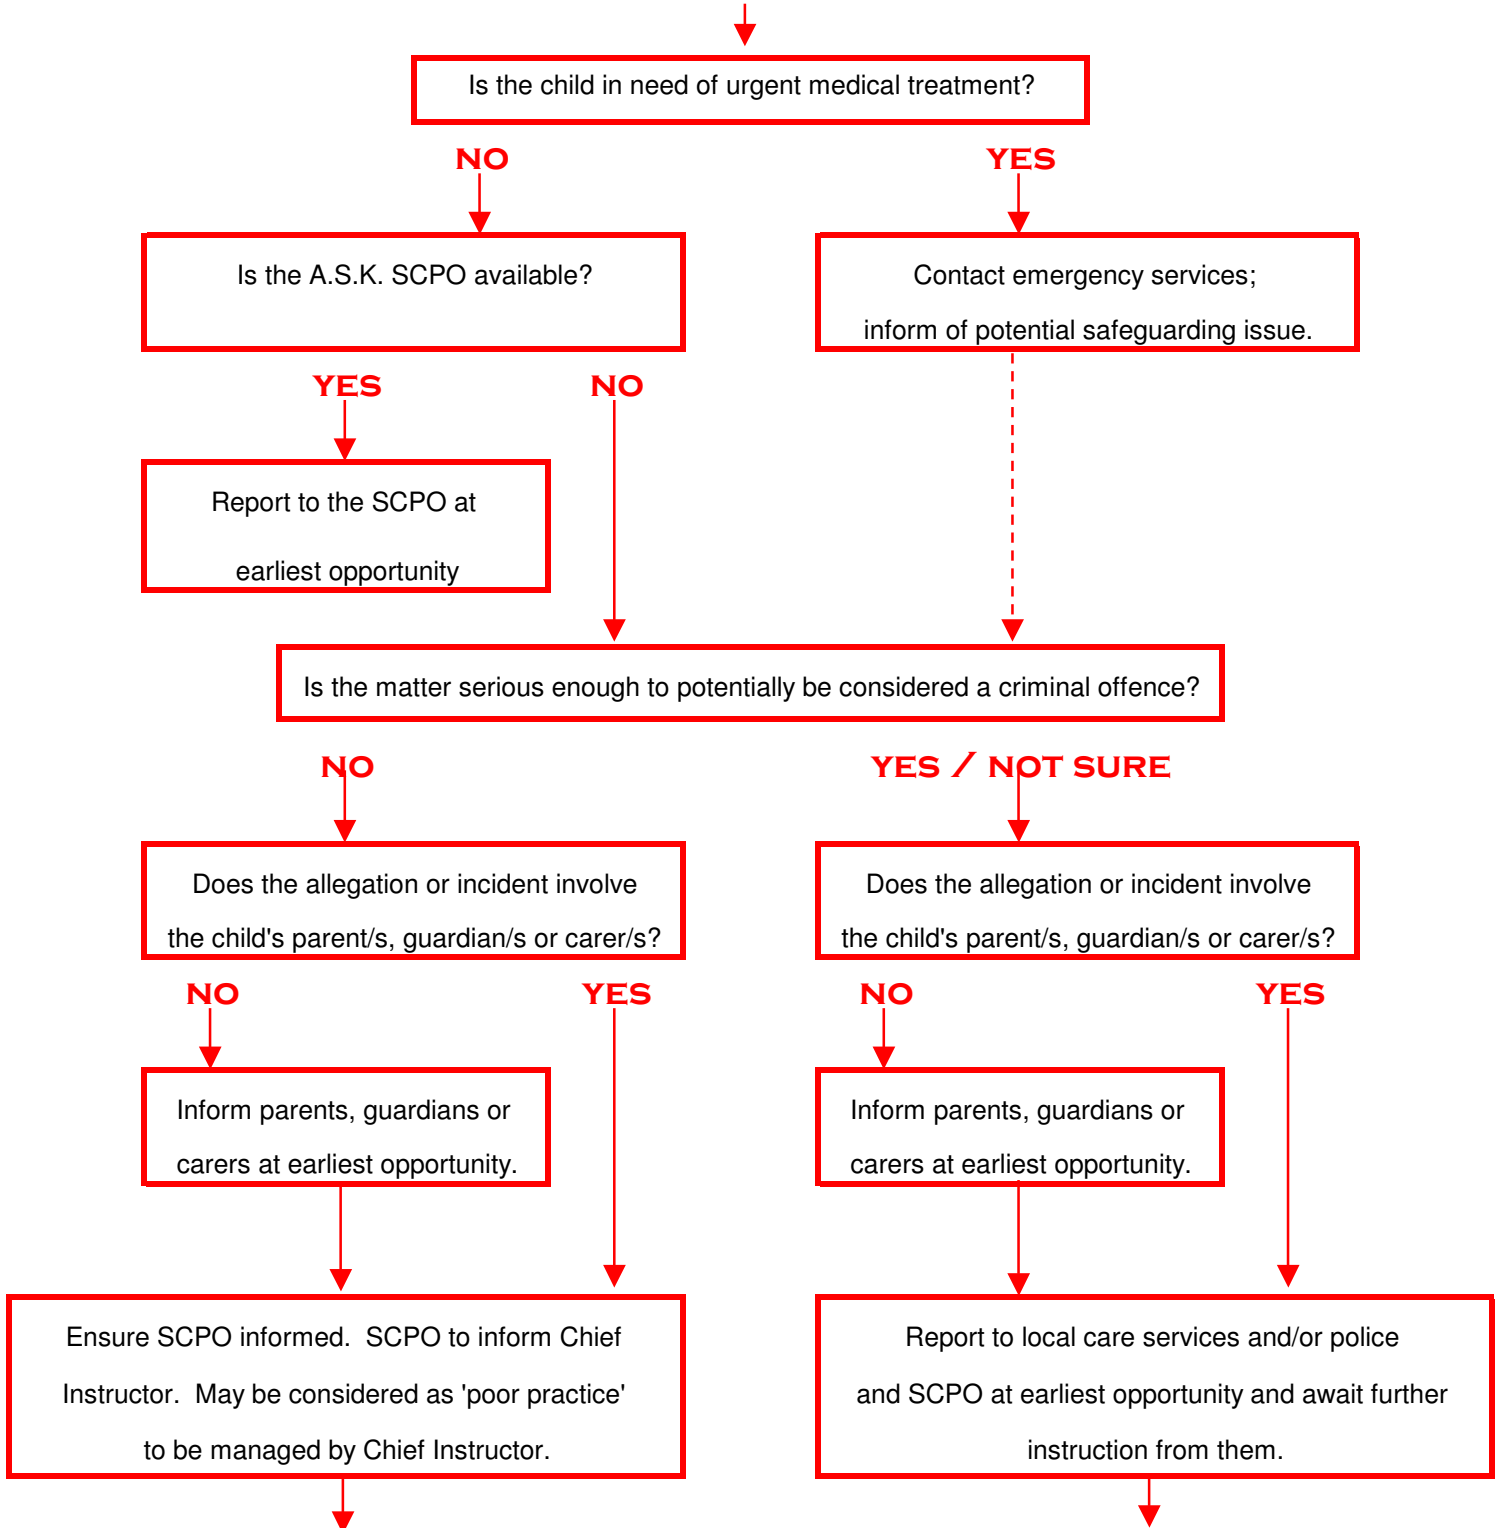 Is the child in need of urgent medical treatment?
NO
YES
Is the A.S.K. SCPO available?
Contact emergency services;
inform of potential safeguarding issue.
YES
NO
Report to the SCPO at
earliest opportunity
Is the matter serious enough to potentially be considered a criminal offence?
NO
YES / NOT SURE
Does the allegation or incident involve
the child's parent/s, guardian/s or carer/s?
Does the allegation or incident involve
the child's parent/s, guardian/s or carer/s?
NO
YES
NO
YES
Inform parents, guardians or
carers at earliest opportunity.
Inform parents, guardians or
carers at earliest opportunity.
Ensure SCPO informed.  SCPO to inform Chief
Instructor.  May be considered as 'poor practice'
to be managed by Chief Instructor.
Report to local care services and/or police
and SCPO at earliest opportunity and await further
instruction from them.